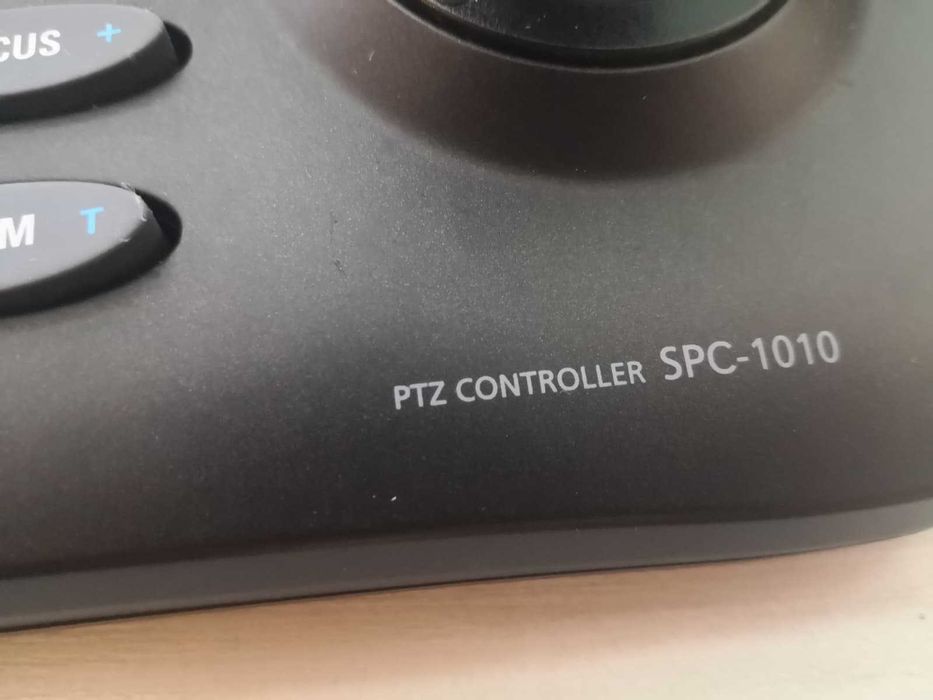 CUS +
M T
PTZ CONTROLLER SPC-1010